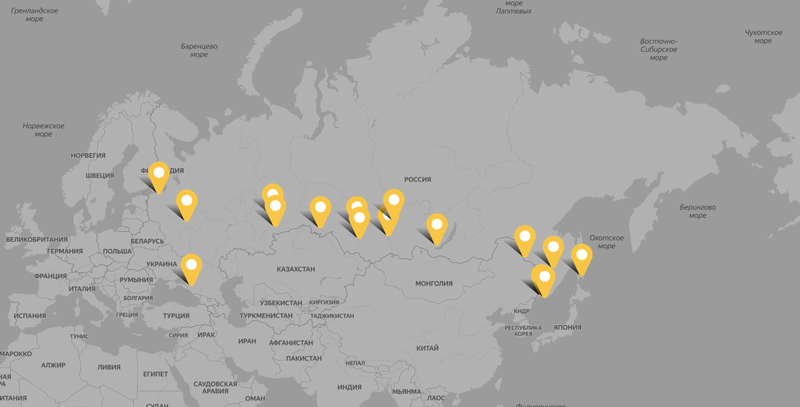 Гренландское
море
море
Лаптевых
Чукотское
море
Восточно-
Сибирское
море
Баренцево
море
Норвежское
море
НОРВЕГИЯ
ШВЕЦИЯ
РОССИЯ
Берингово
море
Охотское
море
ВЕЛИКОБРИТАНИЯ
БЕЛАРУСЬ
ГЕРМАНИЯ
ПОЛЬША
УКРАИНА
КАЗАХСТАН
ФРАНЦИЯ
РУМЫНИЯ
МОНГОЛИЯ
ИТАЛИЯ
БОЛГАРИЯ
УЗБЕКИСТАН
КИРГИЗИЯ
ИСПАНИЯ
ГРЕЦИЯ
ТУРЦИЯ
ТУРКМЕНИСТАН
ТАДЖИКИСТАН
КНДР
РЕСПУБЛИКА
КОРЕЯ
ЯПОНИЯ
ТУНИС
СИРИЯ
ИРАК
ИРАН
АФГАНИСТАН
КИТАЙ
МАРОККО
АЛЖИР
ЛИВИЯ
ЕГИПЕТ
ПАКИСТАН
НЕПАЛ
САУДОВСКАЯ
АРАВИЯ
ОМАН
ИНДИЯ
МЬЯНМА
ЛАОС